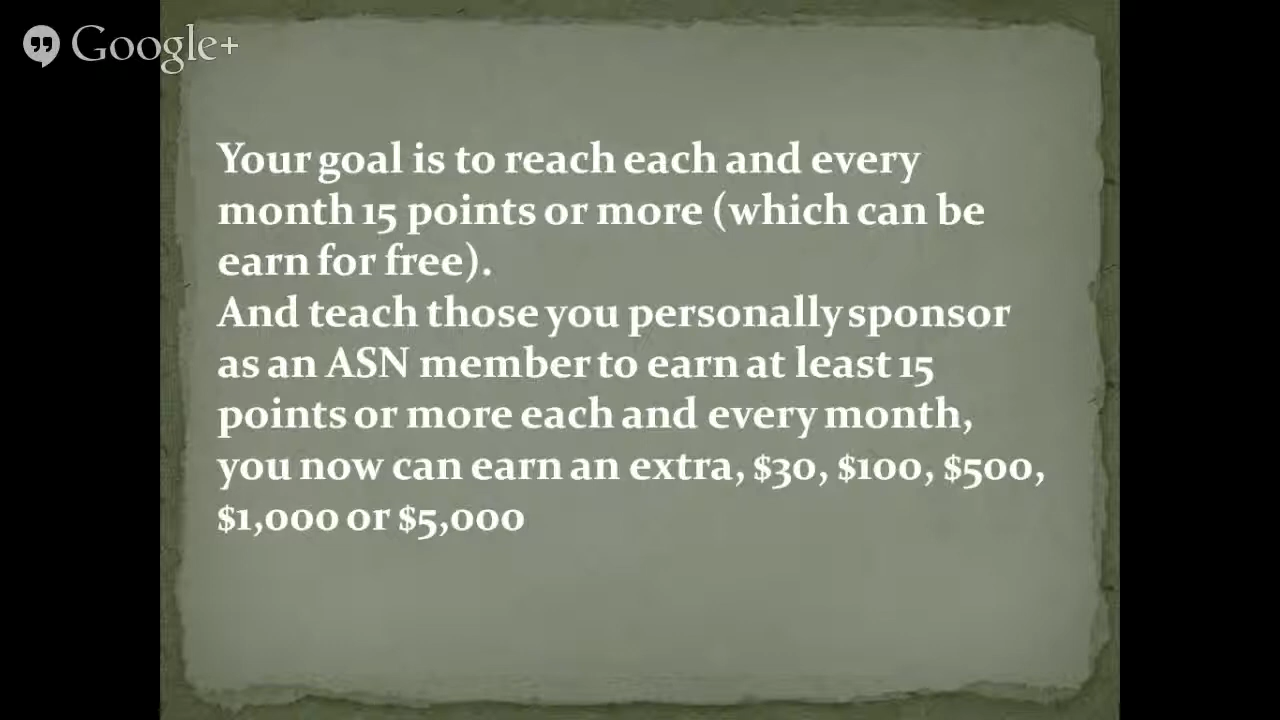 Google+
Your goal is to reach each and every
month 15 points or more (which can be
earn for free).
And teach those you personally sponsor
as an ASN member to earn at least 15
points or more each and every month,
you now can earn an extra, $30, $100, $500,
$1,000 or $5,000